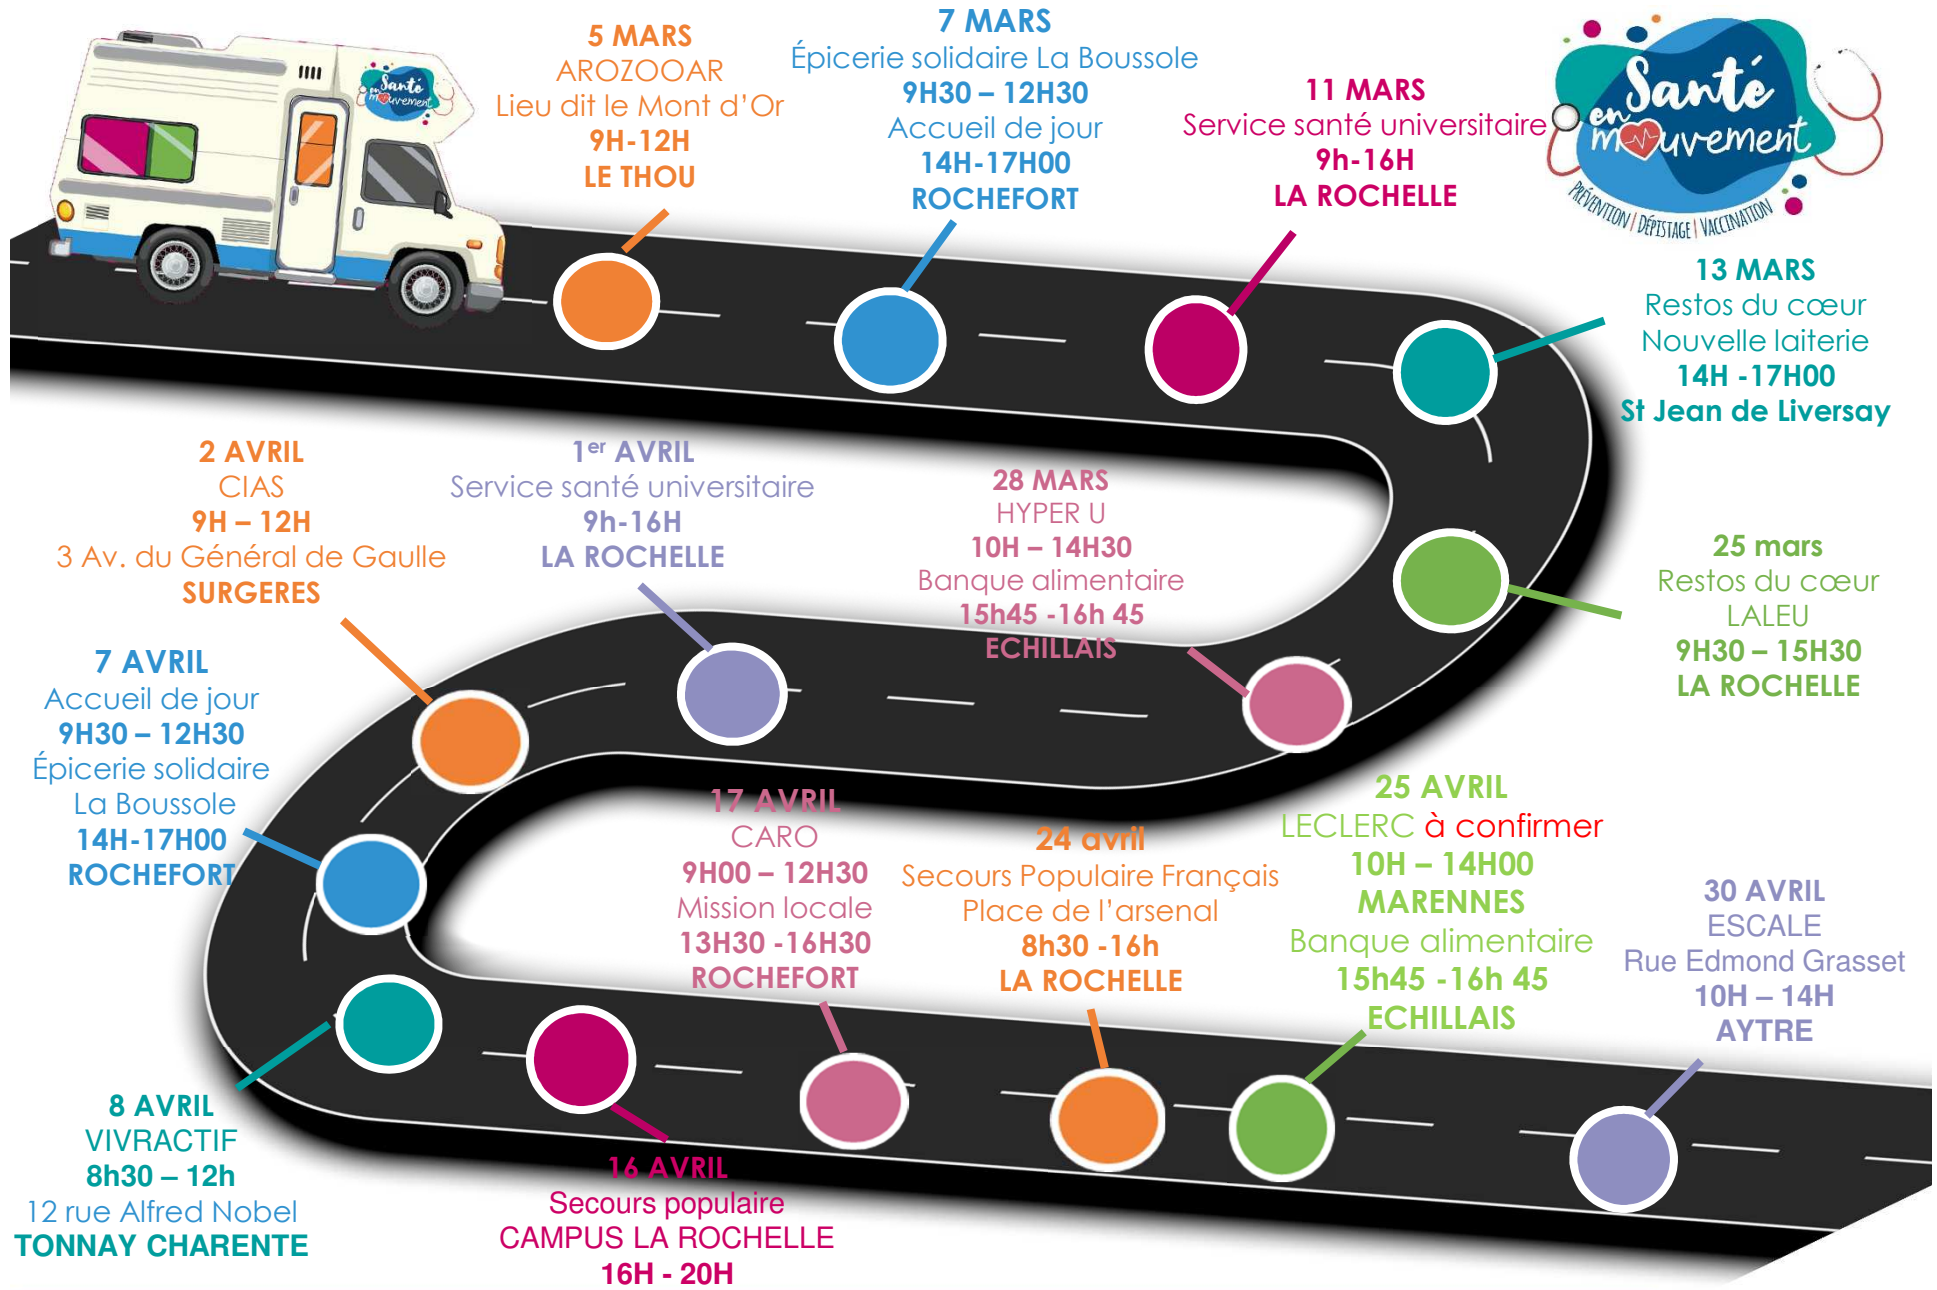 Santé
en
mouvement
5 MARS
AROZOOAR
Lieu dit le Mont d’Or
9H-12H
LE THOU
7 MARS
Épicerie solidaire La Boussole
9H30 – 12H30
Accueil de jour
14H-17H00
ROCHEFORT
11 MARS
Service santé universitaire
9h-16H
LA ROCHELLE
Santé
en
mouvement
PRÉVENTION | DÉPISTAGE | VACCINATION
13 MARS
Restos du cœur
Nouvelle laiterie
14H -17H00
St Jean de Liversay
25 mars
Restos du cœur
LALEU
9H30 – 15H30
LA ROCHELLE
28 MARS
HYPER U
10H – 14H30
Banque alimentaire
15h45 -16h 45
ECHILLAIS
1er AVRIL
Service santé universitaire
9h-16H
LA ROCHELLE
2 AVRIL
CIAS
9H – 12H
3 Av. du Général de Gaulle
SURGERES
7 AVRIL
Accueil de jour
9H30 – 12H30
Épicerie solidaire
La Boussole
14H-17H00
ROCHEFORT
8 AVRIL
VIVRACTIF
8h30 – 12h
12 rue Alfred Nobel
TONNAY CHARENTE
16 AVRIL
Secours populaire
CAMPUS LA ROCHELLE
16H - 20H
17 AVRIL
CARO
9H00 – 12H30
Mission locale
13H30 -16H30
ROCHEFORT
24 avril
Secours Populaire Français
Place de l’arsenal
8h30 -16h
LA ROCHELLE
25 AVRIL
LECLERC à confirmer
10H – 14H00
MARENNES
Banque alimentaire
15h45 -16h 45
ECHILLAIS
30 AVRIL
ESCALE
Rue Edmond Grasset
10H – 14H
AYTRE